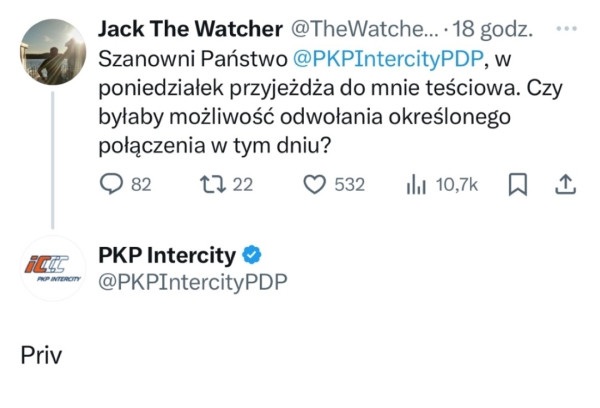 Jack The Watcher @TheWatche... · 18 godz. ...
Szanowni Państwo @PKPIntercityPDP, w
poniedziałek przyjeżdża do mnie teściowa. Czy
byłaby możliwość odwołania określonego
połączenia w tym dniu?
82 22 532 10,7k
PKP Intercity
@PKPIntercityPDP
PKP INTERCITY
Priv